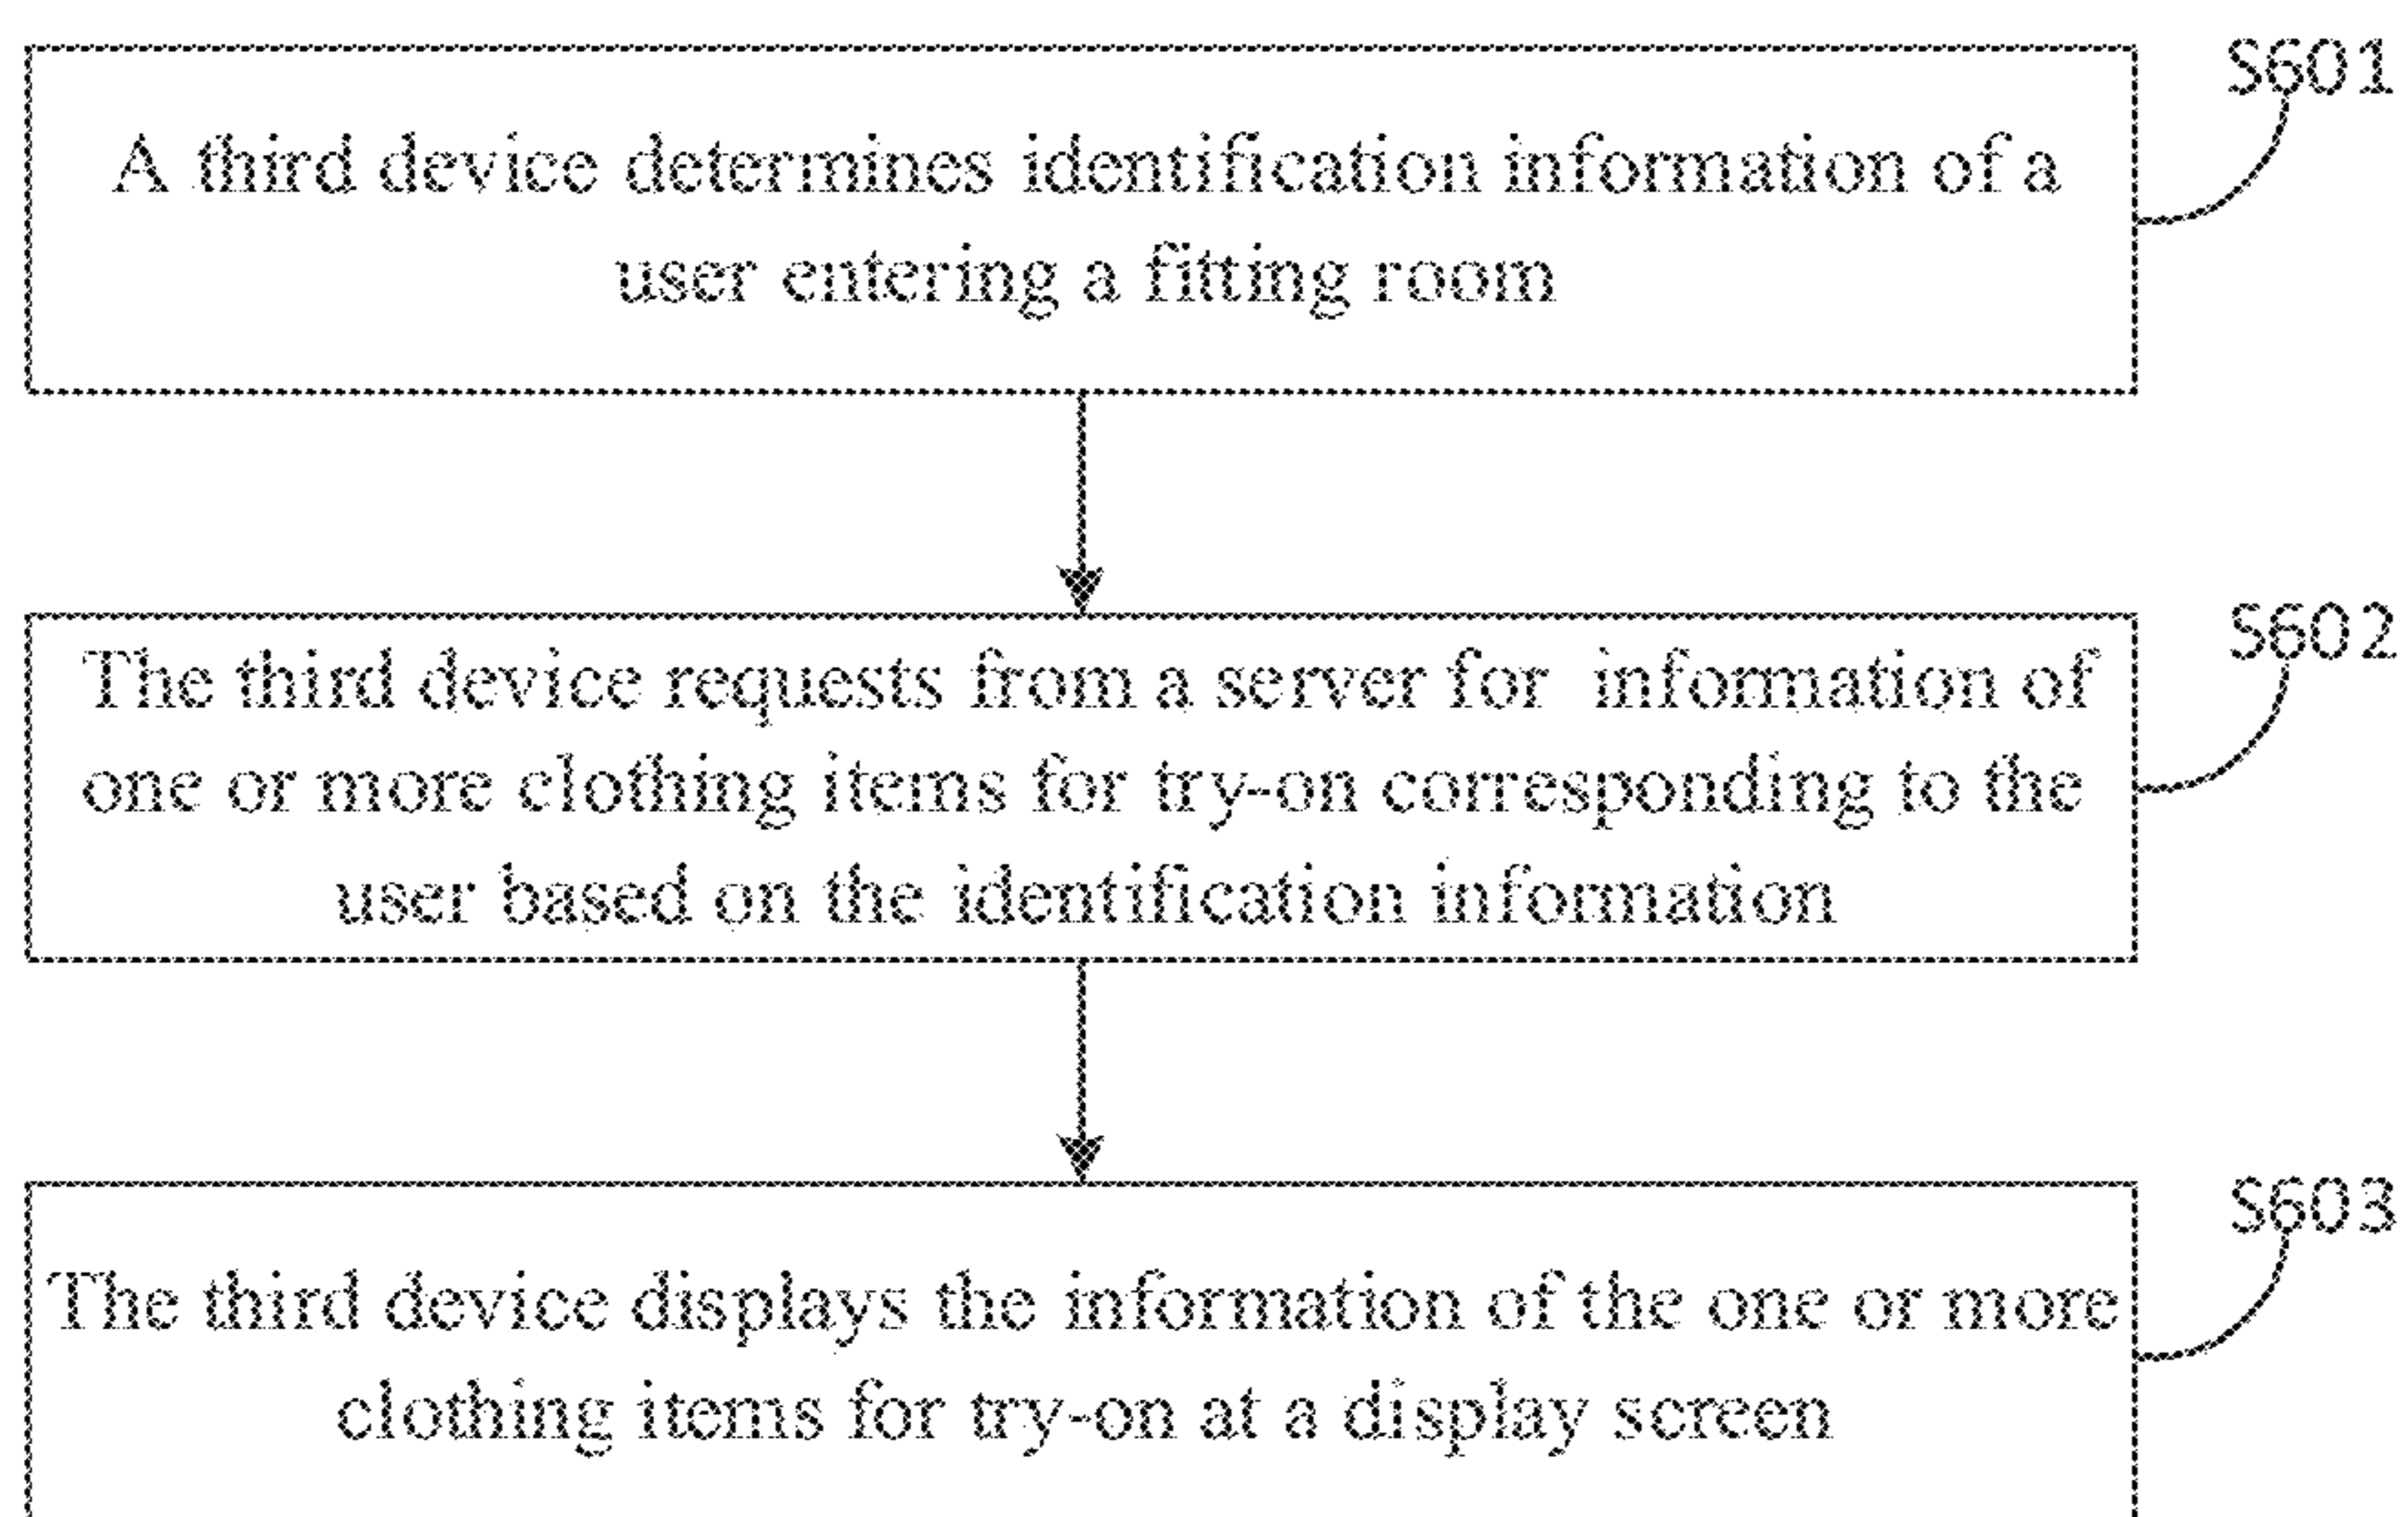 S601
A third device determines identification information of a
user entering a fitting room
S602
The third device requests from a server for information of
one or more clothing items for try-on corresponding to the
user based on the identification information
S603
The third device displays the information of the one or more
clothing items for try-on at a display screen